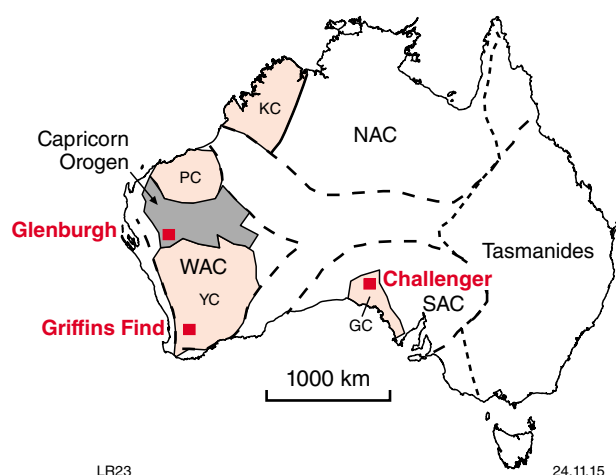 KC
NAC
Capricorn
Orogen
PC
Glenburgh
WAC
Tasmanides
Challenger
YC
SAC
GC
Griffins Find
1000 km
LR23
24.11.15